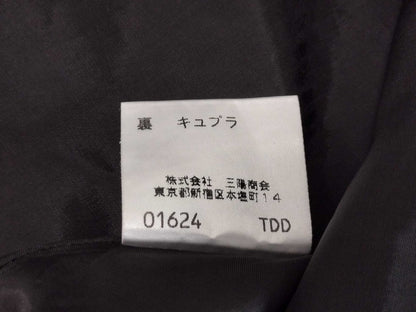 裏 キュプラ
株式会社 三陽商会
東京都新宿区本塩町14
01624 TDD